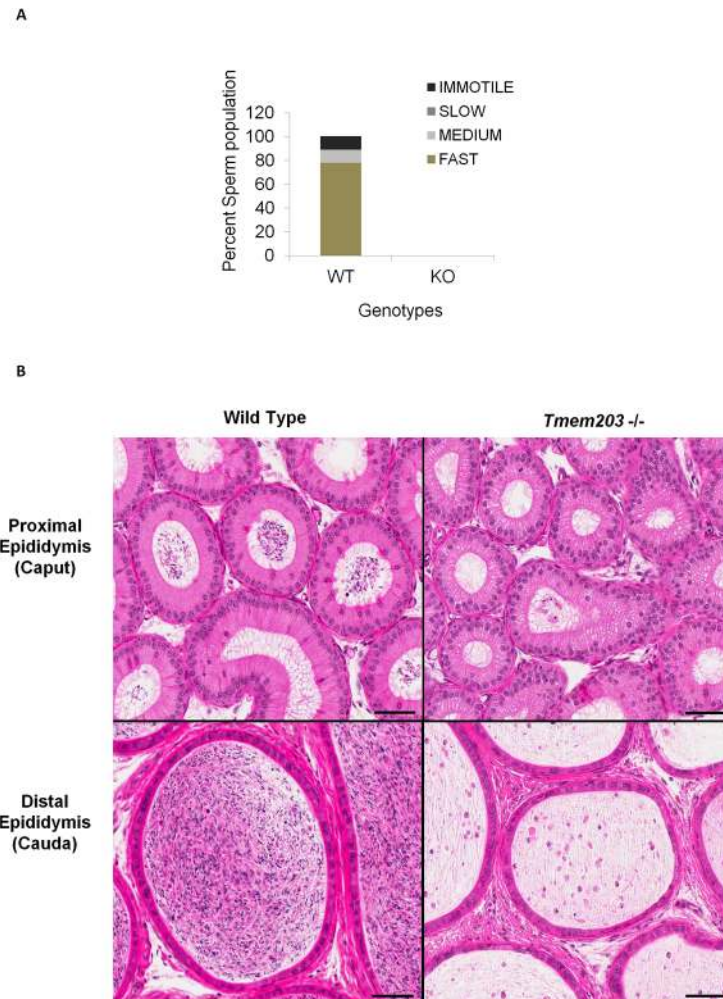 A
IMMOTILE
SLOW
MEDIUM
FAST
120
100
80
60
40
20
0
Percent Sperm population
WT KO
Genotypes
B
Wild Type Tmem203 -/-
Proximal
Epididymis
(Caput)
Distal
Epididymis
(Cauda)